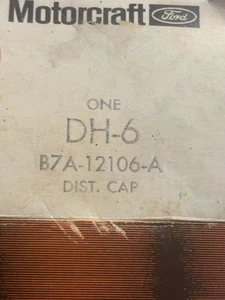 Motorcraft Ford
ONE
DH-6
B7A-12106-A
DIST. CAP